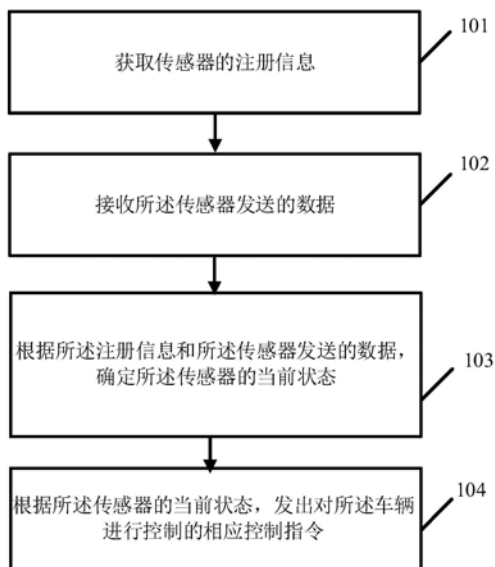 获取传感器的注册信息
101
接收所述传感器发送的数据
102
根据所述注册信息和所述传感器发送的数据，
确定所述传感器的当前状态
103
根据所述传感器的当前状态，发出对所述车辆
进行控制的相应控制指令
104